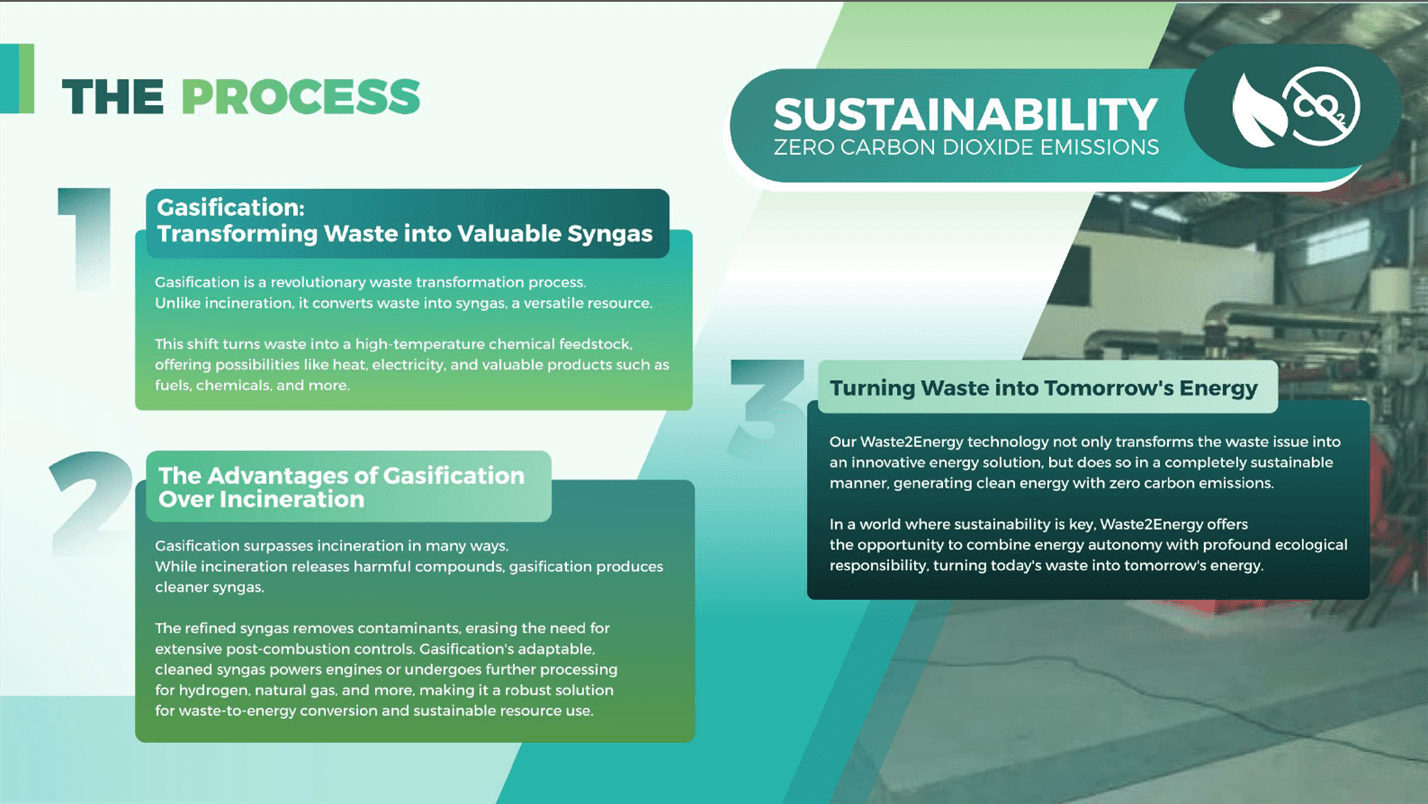 THE PROCESS
1
Gasification:
Transforming Waste into Valuable Syngas
Gasification is a revolutionary waste transformation process.
Unlike incineration, it converts waste into syngas, a versatile resource.
This shift turns waste into a high-temperature chemical feedstock,
offering possibilities like heat, electricity, and valuable products such as
fuels, chemicals, and more.
2
The Advantages of Gasification
Over Incineration
Gasification surpasses incineration in many ways.
While incineration releases harmful compounds, gasification produces
cleaner syngas.
The refined syngas removes contaminants, erasing the need for
extensive post-combustion controls. Gasification's adaptable,
cleaned syngas powers engines or undergoes further processing
for hydrogen, natural gas, and more, making it a robust solution
for waste-to-energy conversion and sustainable resource use.
SUSTAINABILITY
ZERO CARBON DIOXIDE EMISSIONS
CO2
3
Turning Waste into Tomorrow's Energy
Our Waste2Energy technology not only transforms the waste issue into
an innovative energy solution, but does so in a completely sustainable
manner, generating clean energy with zero carbon emissions.
In a world where sustainability is key, Waste2Energy offers
the opportunity to combine energy autonomy with profound ecological
responsibility, turning today's waste into tomorrow's energy.